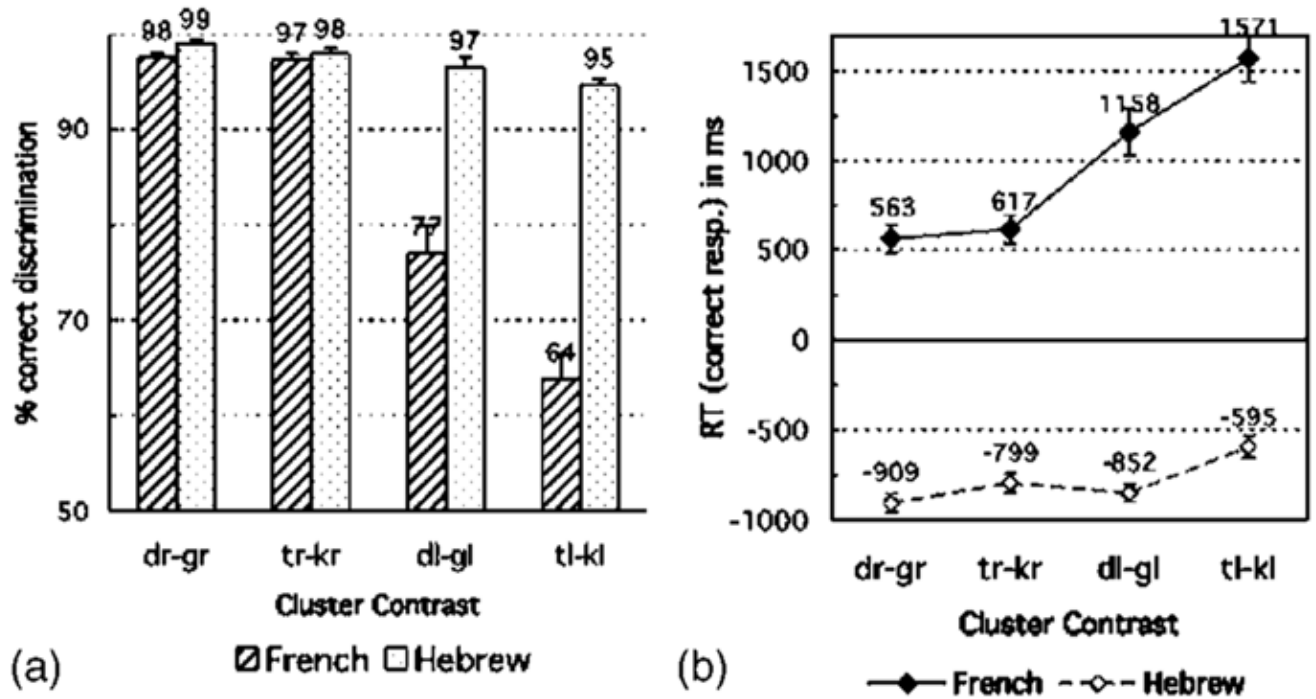 98 99
97 98
97
95
90
77
70
64
50
% correct discrimination
dr-gr tr-kr dl-gl tl-kl
Cluster Contrast
(a)
French Hebrew
1571
1500
1158
1000
563
617
500
0
-500
-595
-909
-799
-852
-1000
RT (correct resp.) in ms
dr-gr tr-kr dl-gl tl-kl
Cluster Contrast
(b)
French Hebrew